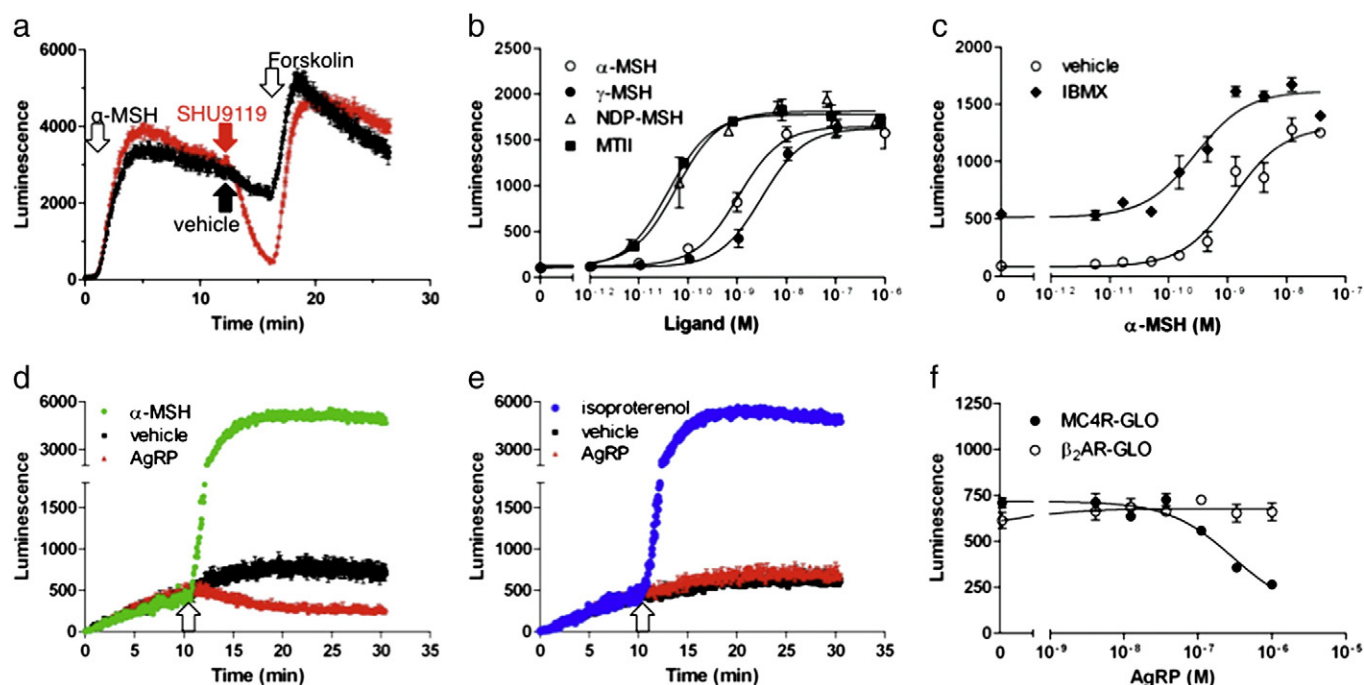 a
6000
4000
2000
0
Luminescence
α-MSH
SHU9119
Forskolin
vehicle
0 10 20 30
Time (min)
b
2500
2000
1500
1000
500
0
Luminescence
α-MSH
γ-MSH
NDP-MSH
MTII
0 10⁻¹² 10⁻¹¹ 10⁻¹⁰ 10⁻⁹ 10⁻⁸ 10⁻⁷ 10⁻⁶
Ligand (M)
c
2000
1500
1000
500
0
Luminescence
vehicle
IBMX
0 10⁻¹² 10⁻¹¹ 10⁻¹⁰ 10⁻⁹ 10⁻⁸ 10⁻⁷
α-MSH (M)
d
6000
3000
1500
1000
500
0
Luminescence
α-MSH
vehicle
AgRP
0 5 10 15 20 25 30 35
Time (min)
e
6000
3000
1500
1000
500
0
Luminescence
isoproterenol
vehicle
AgRP
0 5 10 15 20 25 30 35
Time (min)
f
1250
1000
750
500
250
0
Luminescence
MC4R-GLO
β₂AR-GLO
0 10⁻⁹ 10⁻⁸ 10⁻⁷ 10⁻⁶ 10⁻⁵
AgRP (M)